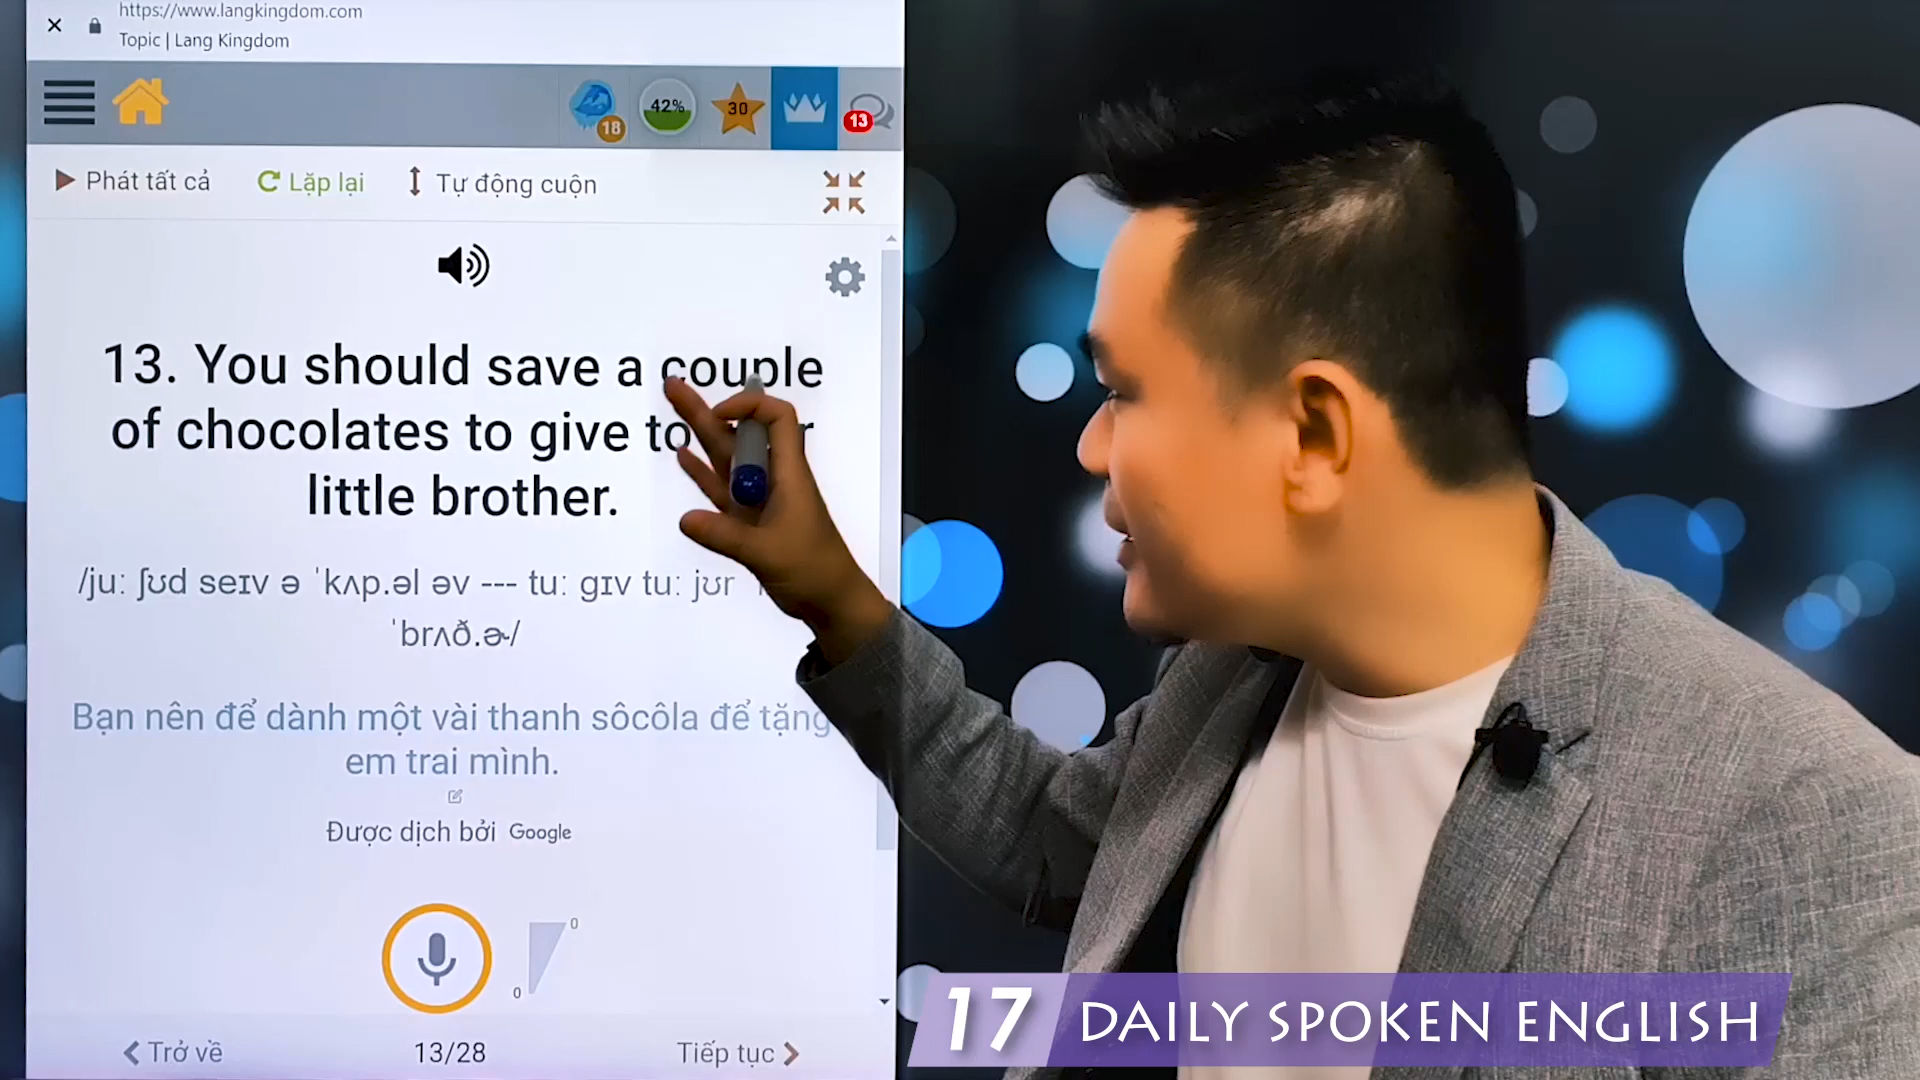 https://www.langkingdom.com
Topic | Lang Kingdom
18
42%
30
13
Phát tất cả
Lặp lại
Tự động cuộn
13. You should save a couple
of chocolates to give to
little brother.
/juː ʃʊd seɪv ə ˈkʌp.əl əv --- tuː gɪv tuː jʊr
ˈbrʌð.ɚ/
Bạn nên để dành một vài thanh sôcôla để tặng
em trai mình.
Được dịch bởi Google
0
0
Trở về
13/28
Tiếp tục
17 DAILY SPOKEN ENGLISH